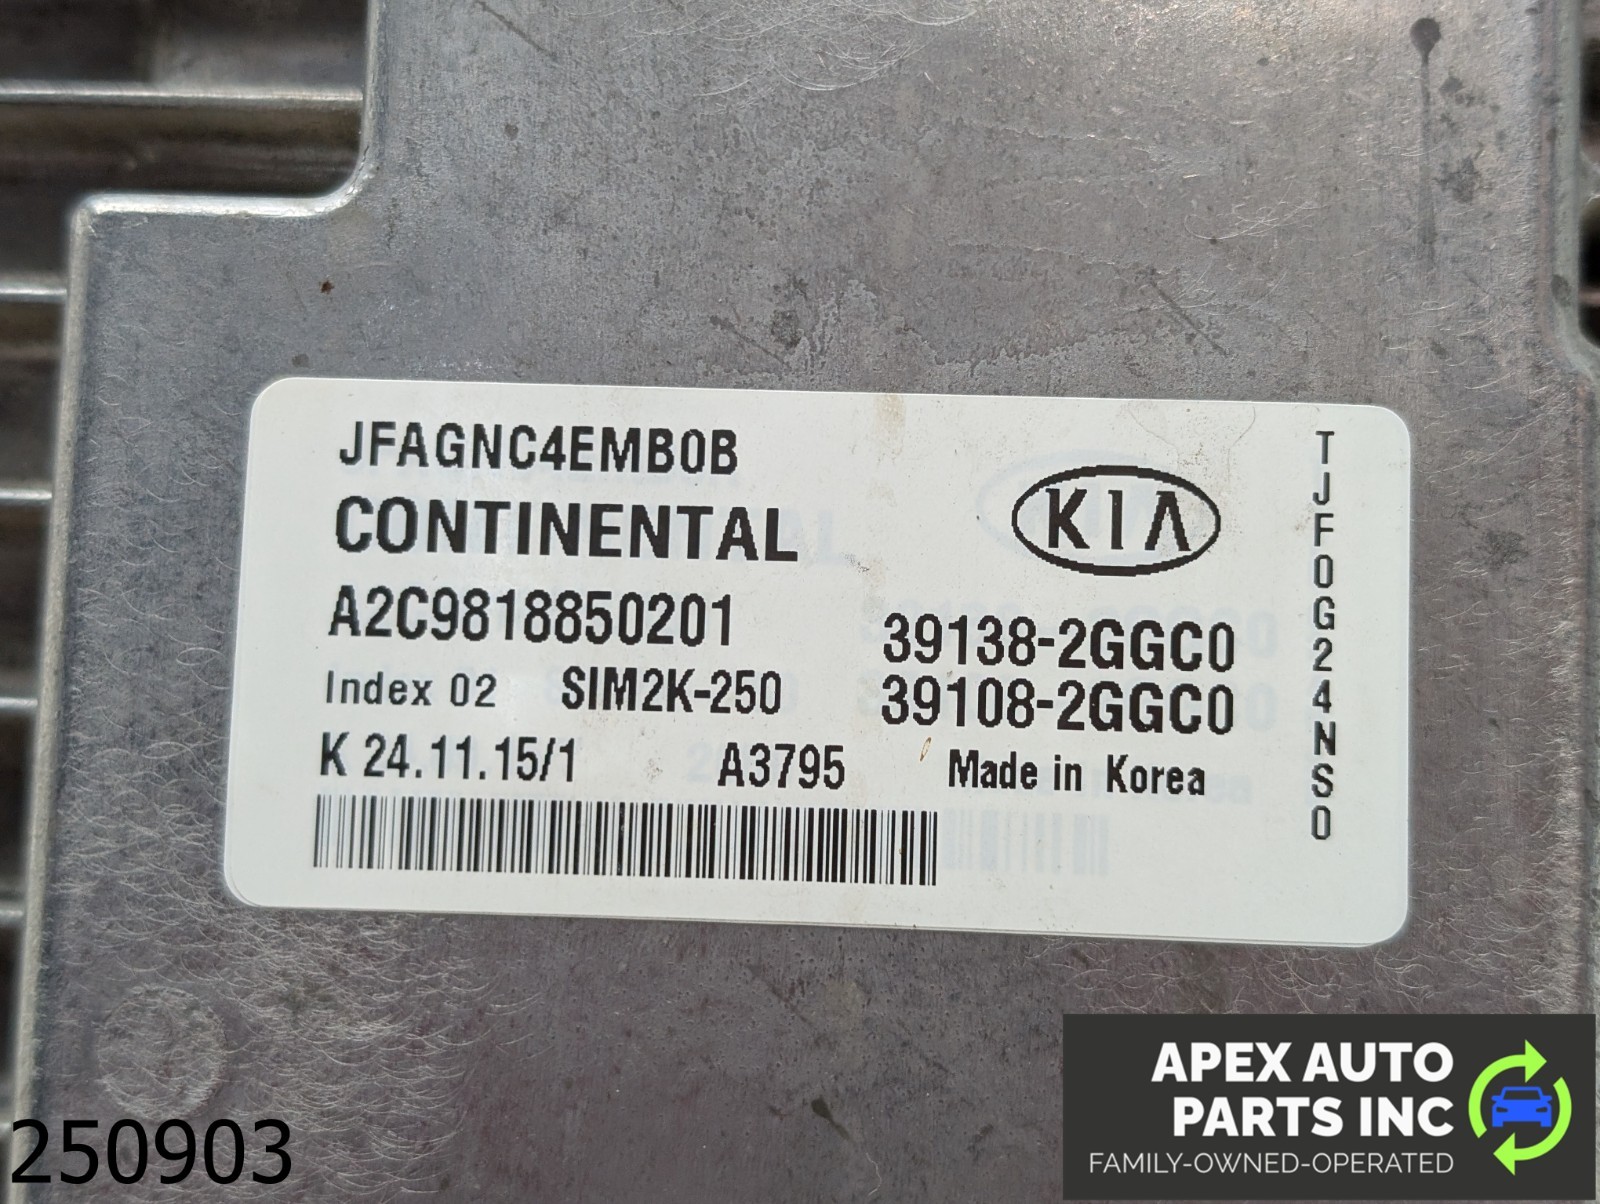 JFAGNC4EMB0B
CONTINENTAL
A2C9818850201
Index 02 SIM2K-250
K 24.11.15/1 A3795
KIA
39138-2GGC0
39108-2GGC0
Made in Korea
TJF0G24NS0
250903
APEX AUTO
PARTS INC
FAMILY-OWNED-OPERATED